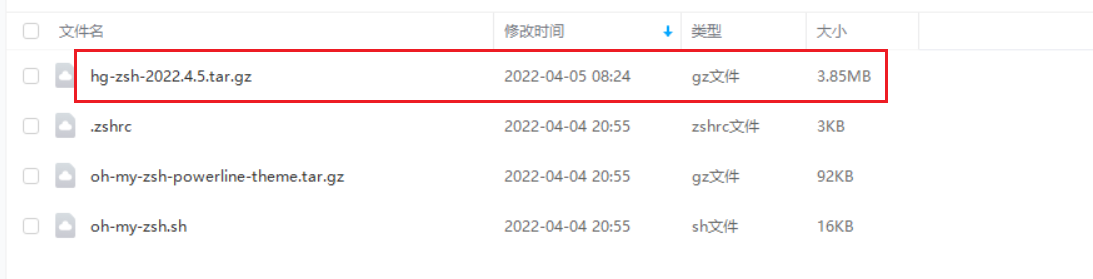 文件名 修改时间 类型 大小
hg-zsh-2022.4.5.tar.gz 2022-04-05 08:24 gz文件 3.85MB
.zshrc 2022-04-04 20:55 zshrc文件 3KB
oh-my-zsh-powerline-theme.tar.gz 2022-04-04 20:55 gz文件 92KB
oh-my-zsh.sh 2022-04-04 20:55 sh文件 16KB